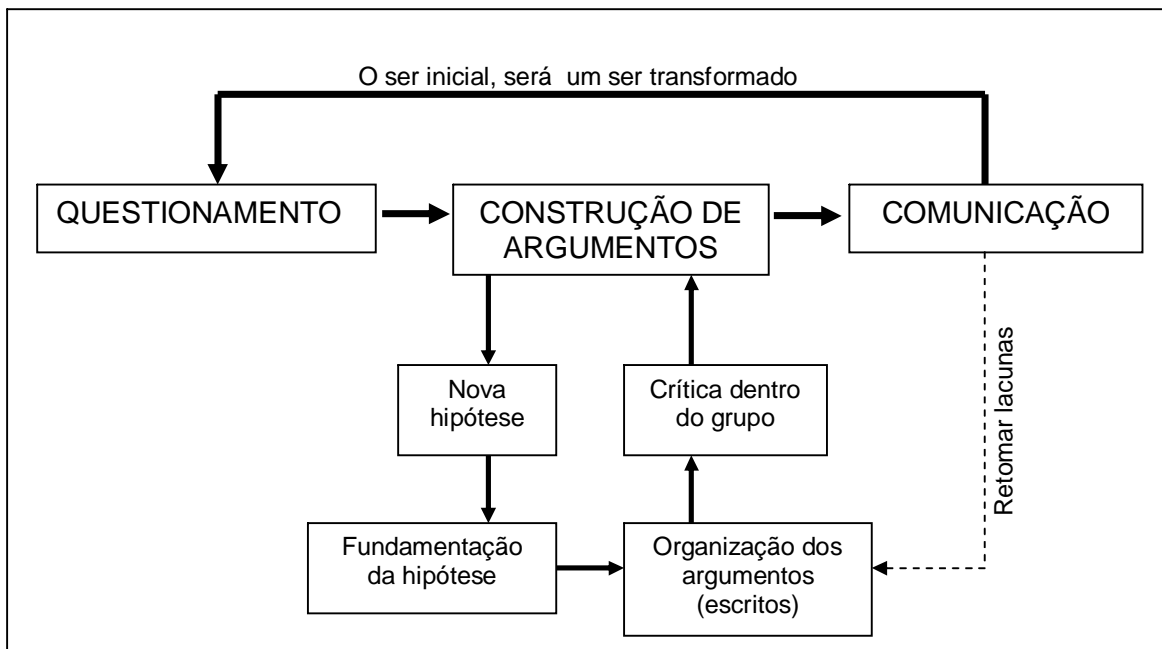 O ser inicial, será um ser transformado
QUESTIONAMENTO
CONSTRUÇÃO DE
ARGUMENTOS
COMUNICAÇÃO
Nova
hipótese
Crítica dentro
do grupo
Retomar lacunas
Fundamentação
da hipótese
Organização dos
argumentos
(escritos)